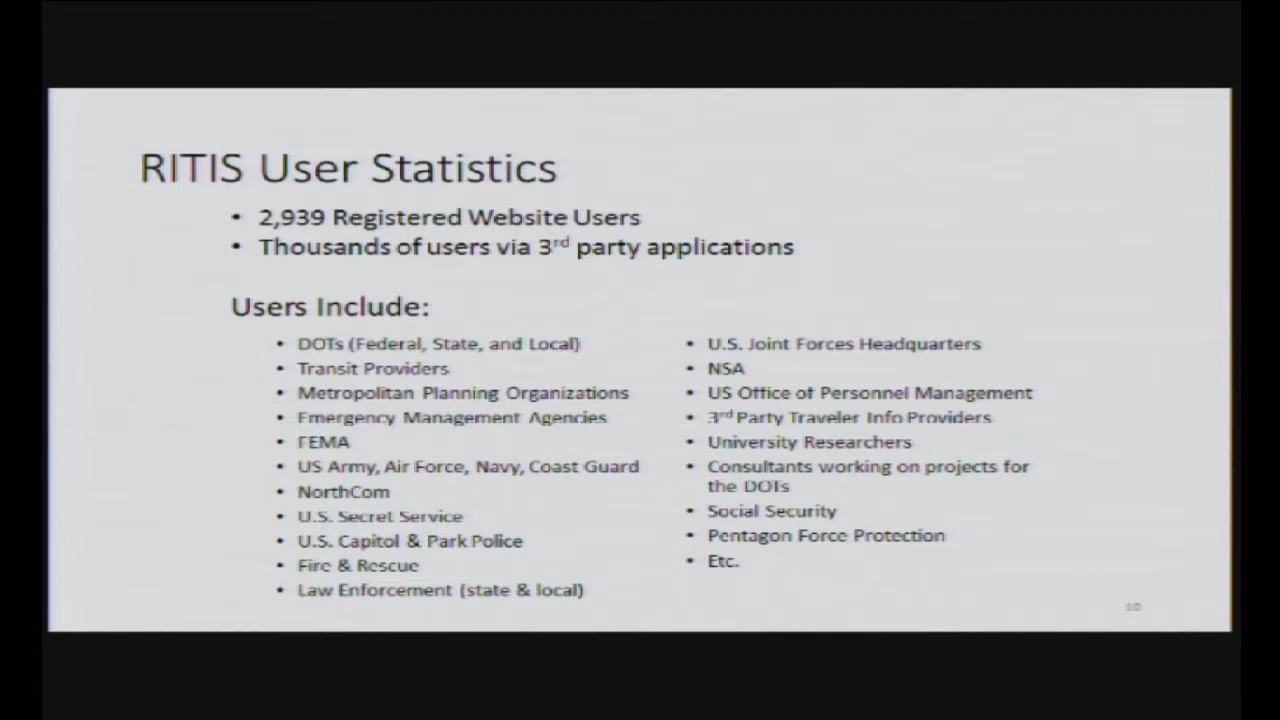 RITIS User Statistics
• 2,939 Registered Website Users
• Thousands of users via 3rd party applications
Users Include:
• DOTs (Federal, State, and Local)
• Transit Providers
• Metropolitan Planning Organizations
• Emergency Management Agencies
• FEMA
• US Army, Air Force, Navy, Coast Guard
• NorthCom
• U.S. Secret Service
• U.S. Capitol & Park Police
• Fire & Rescue
• Law Enforcement (state & local)
• U.S. Joint Forces Headquarters
• NSA
• US Office of Personnel Management
• 3rd Party Traveler Info Providers
• University Researchers
• Consultants working on projects for
the DOTs
• Social Security
• Pentagon Force Protection
• Etc.
10